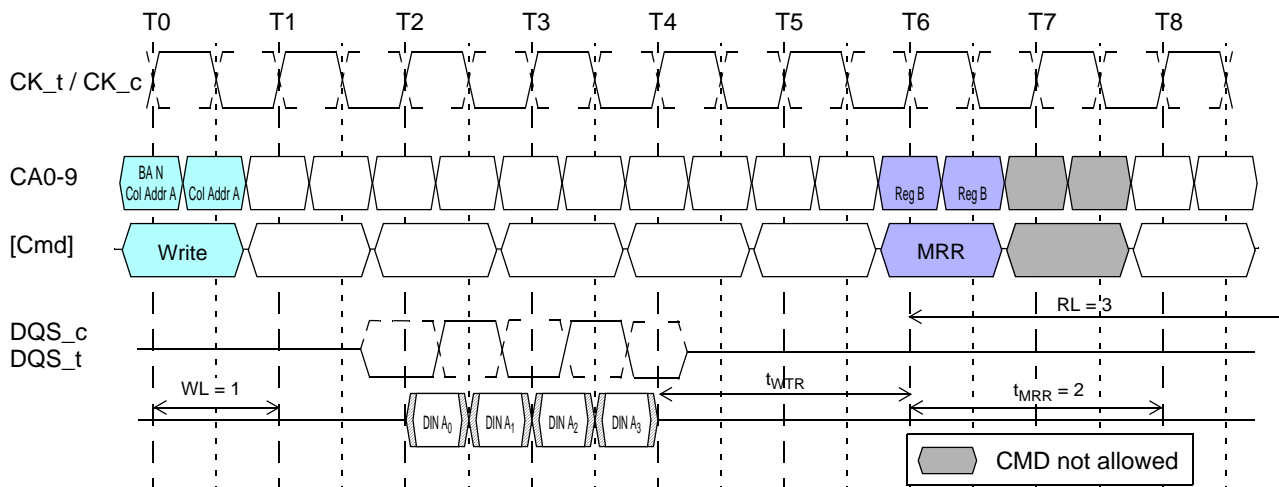 T0 T1 T2 T3 T4 T5 T6 T7 T8
CK_t / CK_c
CA0-9
BA N
Col Addr A
Col Addr A
Reg B
Reg B
[Cmd]
Write
MRR
RL = 3
DQS_c
DQS_t
WL = 1
tWTR
tMRR = 2
DIN A0
DIN A1
DIN A2
DIN A3
CMD not allowed